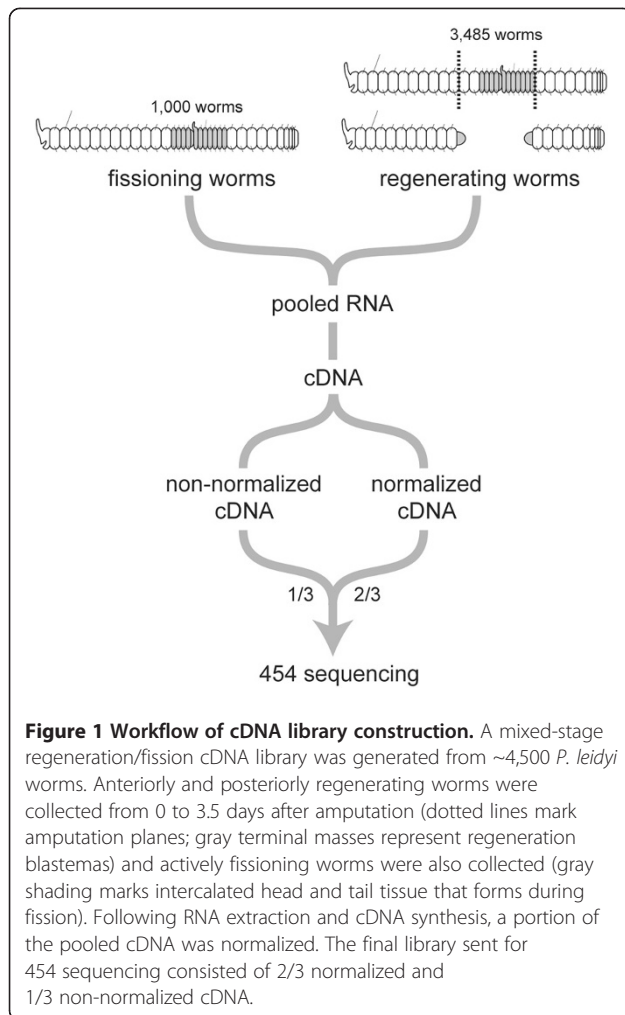 3,485 worms
1,000 worms
fissioning worms
regenerating worms
pooled RNA
cDNA
non-normalized
cDNA
normalized
cDNA
1/3
2/3
454 sequencing
Figure 1 Workflow of cDNA library construction. A mixed-stage
regeneration/fission cDNA library was generated from ~4,500 P. leidyi
worms. Anteriorly and posteriorly regenerating worms were
collected from 0 to 3.5 days after amputation (dotted lines mark
amputation planes; gray terminal masses represent regeneration
blastemas) and actively fissioning worms were also collected (gray
shading marks intercalated head and tail tissue that forms during
fission). Following RNA extraction and cDNA synthesis, a portion of
the pooled cDNA was normalized. The final library sent for
454 sequencing consisted of 2/3 normalized and
1/3 non-normalized cDNA.